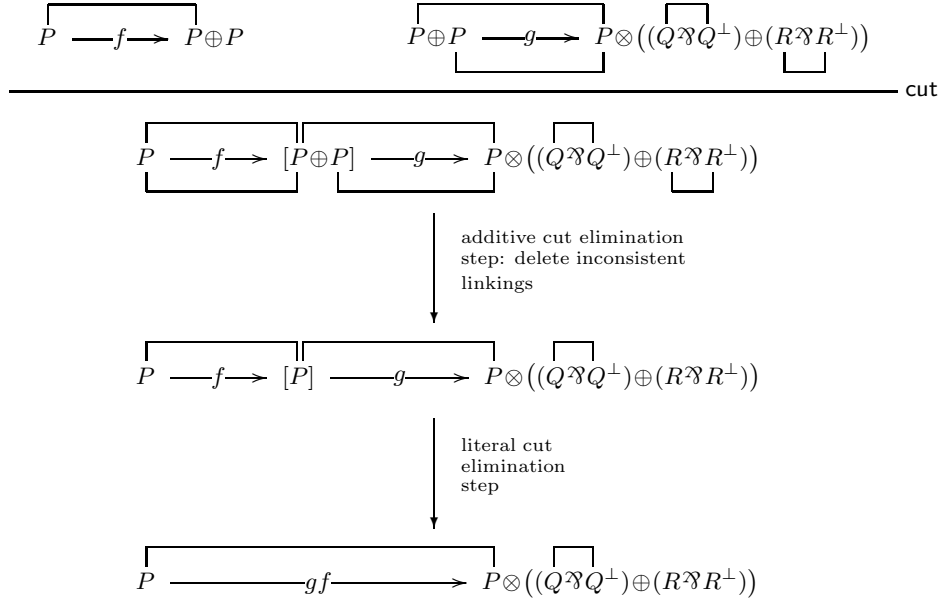 P f P⊕P P⊕P g P⊗((Q⅋Q⊥)⊕(R⅋R⊥))
cut
P f [P⊕P] g P⊗((Q⅋Q⊥)⊕(R⅋R⊥))
additive cut elimination
step: delete inconsistent
linkings
P f [P] g P⊗((Q⅋Q⊥)⊕(R⅋R⊥))
literal cut
elimination
step
P gf P⊗((Q⅋Q⊥)⊕(R⅋R⊥))